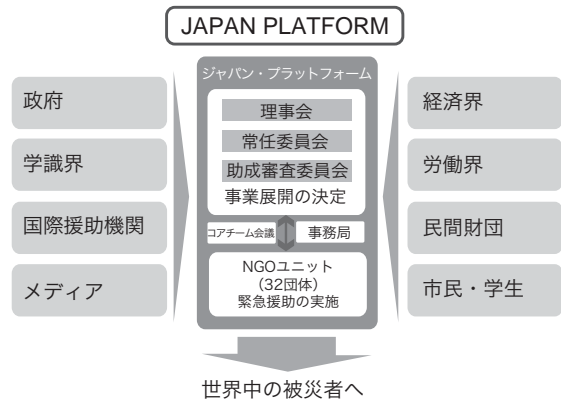 JAPAN PLATFORM
ジャパン・プラットフォーム
政府
学識界
国際援助機関
メディア
理事会
常任委員会
助成審査委員会
事業展開の決定
コアチーム会議
事務局
NGOユニット
（32団体）
緊急援助の実施
経済界
労働界
民間財団
市民・学生
世界中の被災者へ